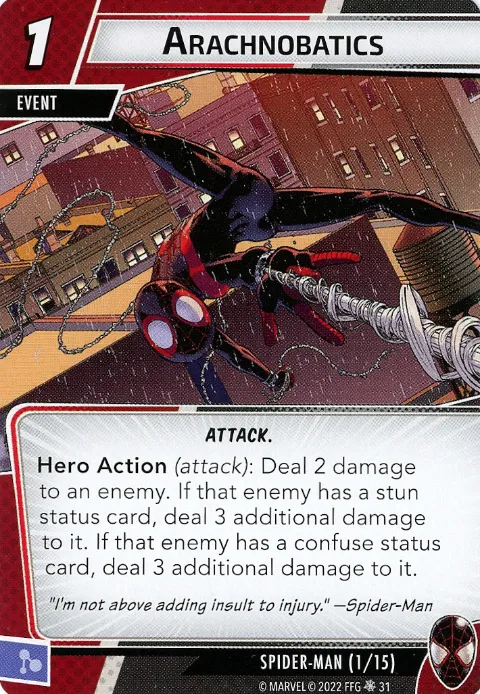 1
ARACHNOBATICS
EVENT
ATTACK.
Hero Action (attack): Deal 2 damage
to an enemy. If that enemy has a stun
status card, deal 3 additional damage
to it. If that enemy has a confuse status
card, deal 3 additional damage to it.
"I'm not above adding insult to injury." —Spider-Man
SPIDER-MAN (1/15)
© MARVEL © 2022 FFG 31